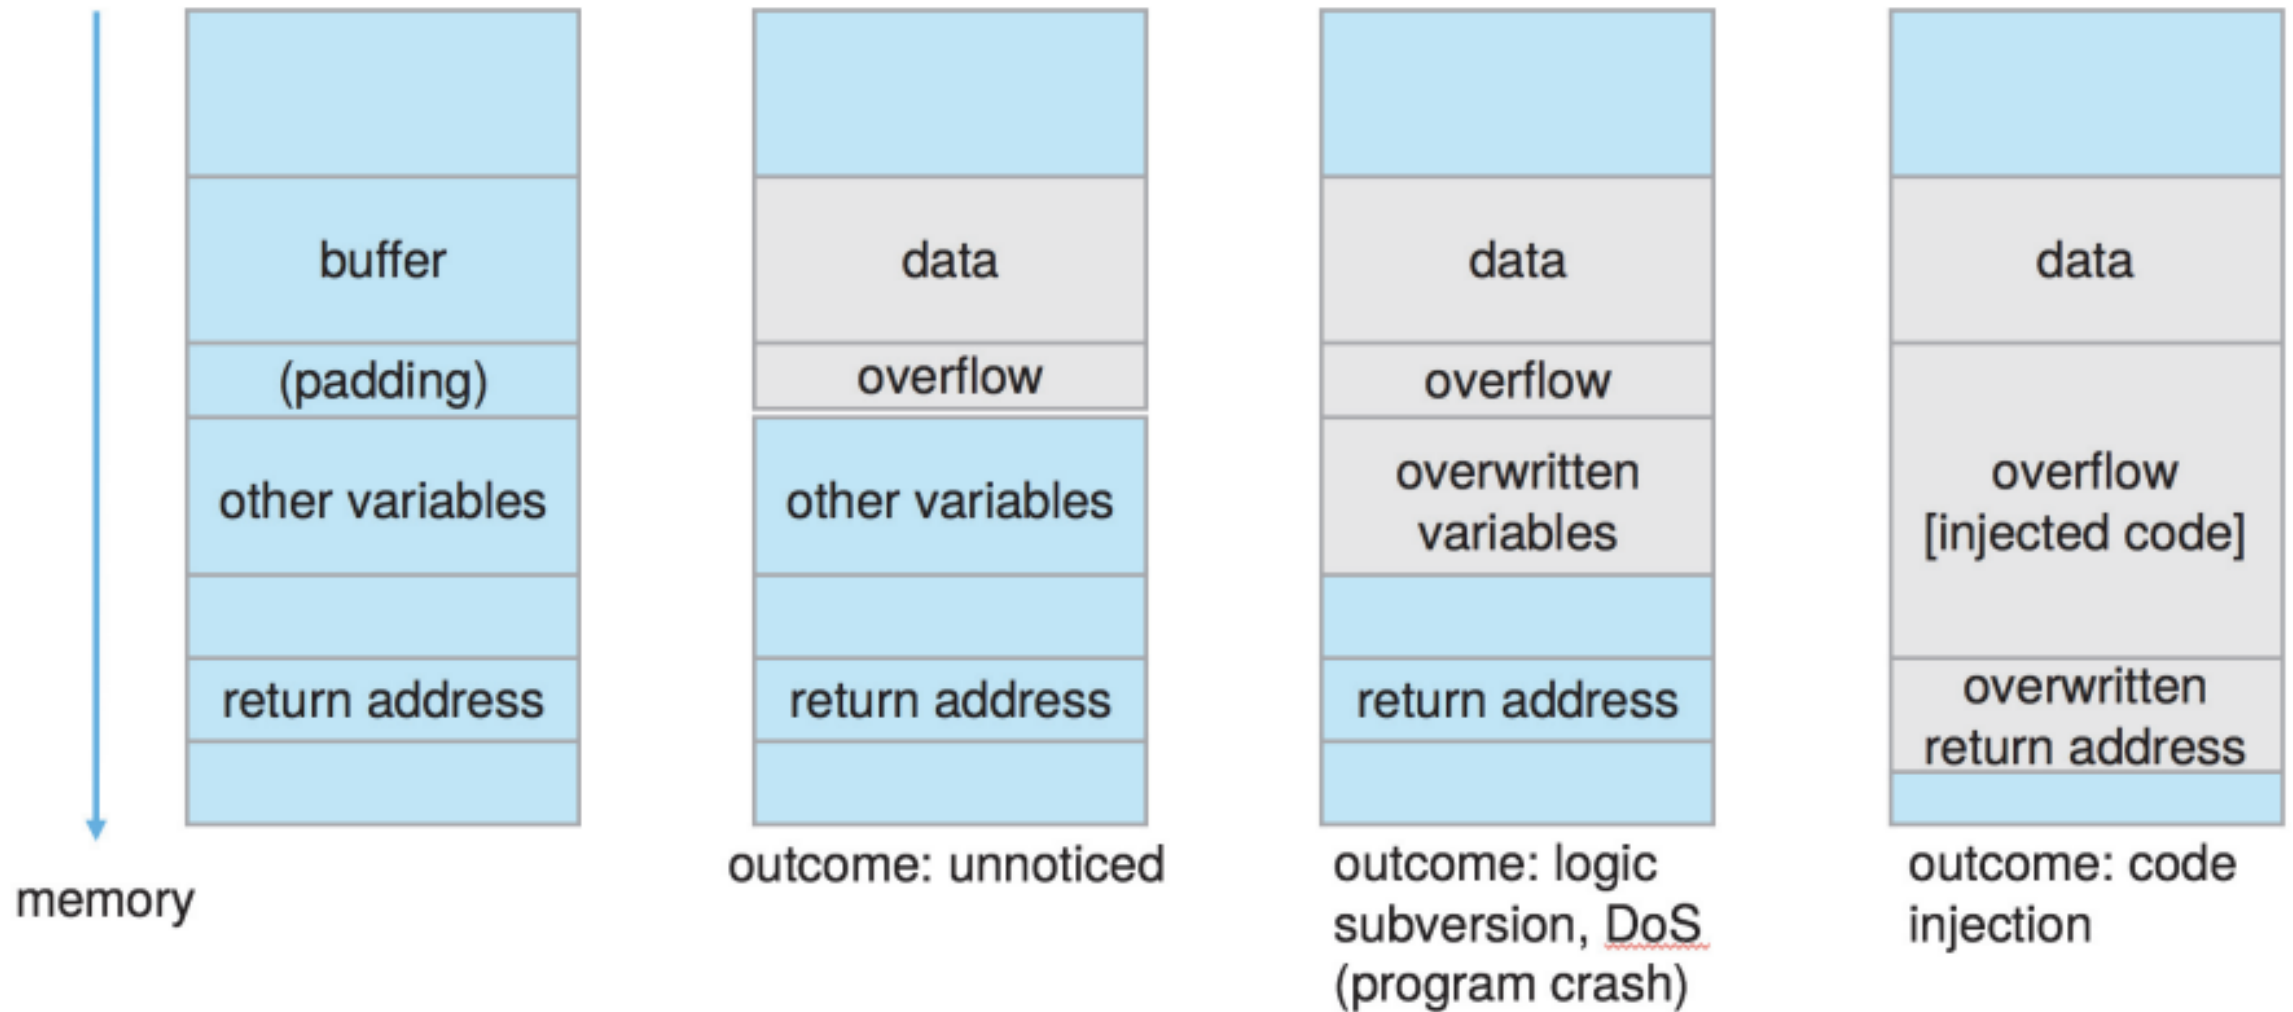 buffer
(padding)
other variables
return address
memory
data
overflow
other variables
return address
outcome: unnoticed
data
overflow
overwritten
variables
return address
outcome: logic
subversion, DoS
(program crash)
data
overflow
[injected code]
overwritten
return address
outcome: code
injection